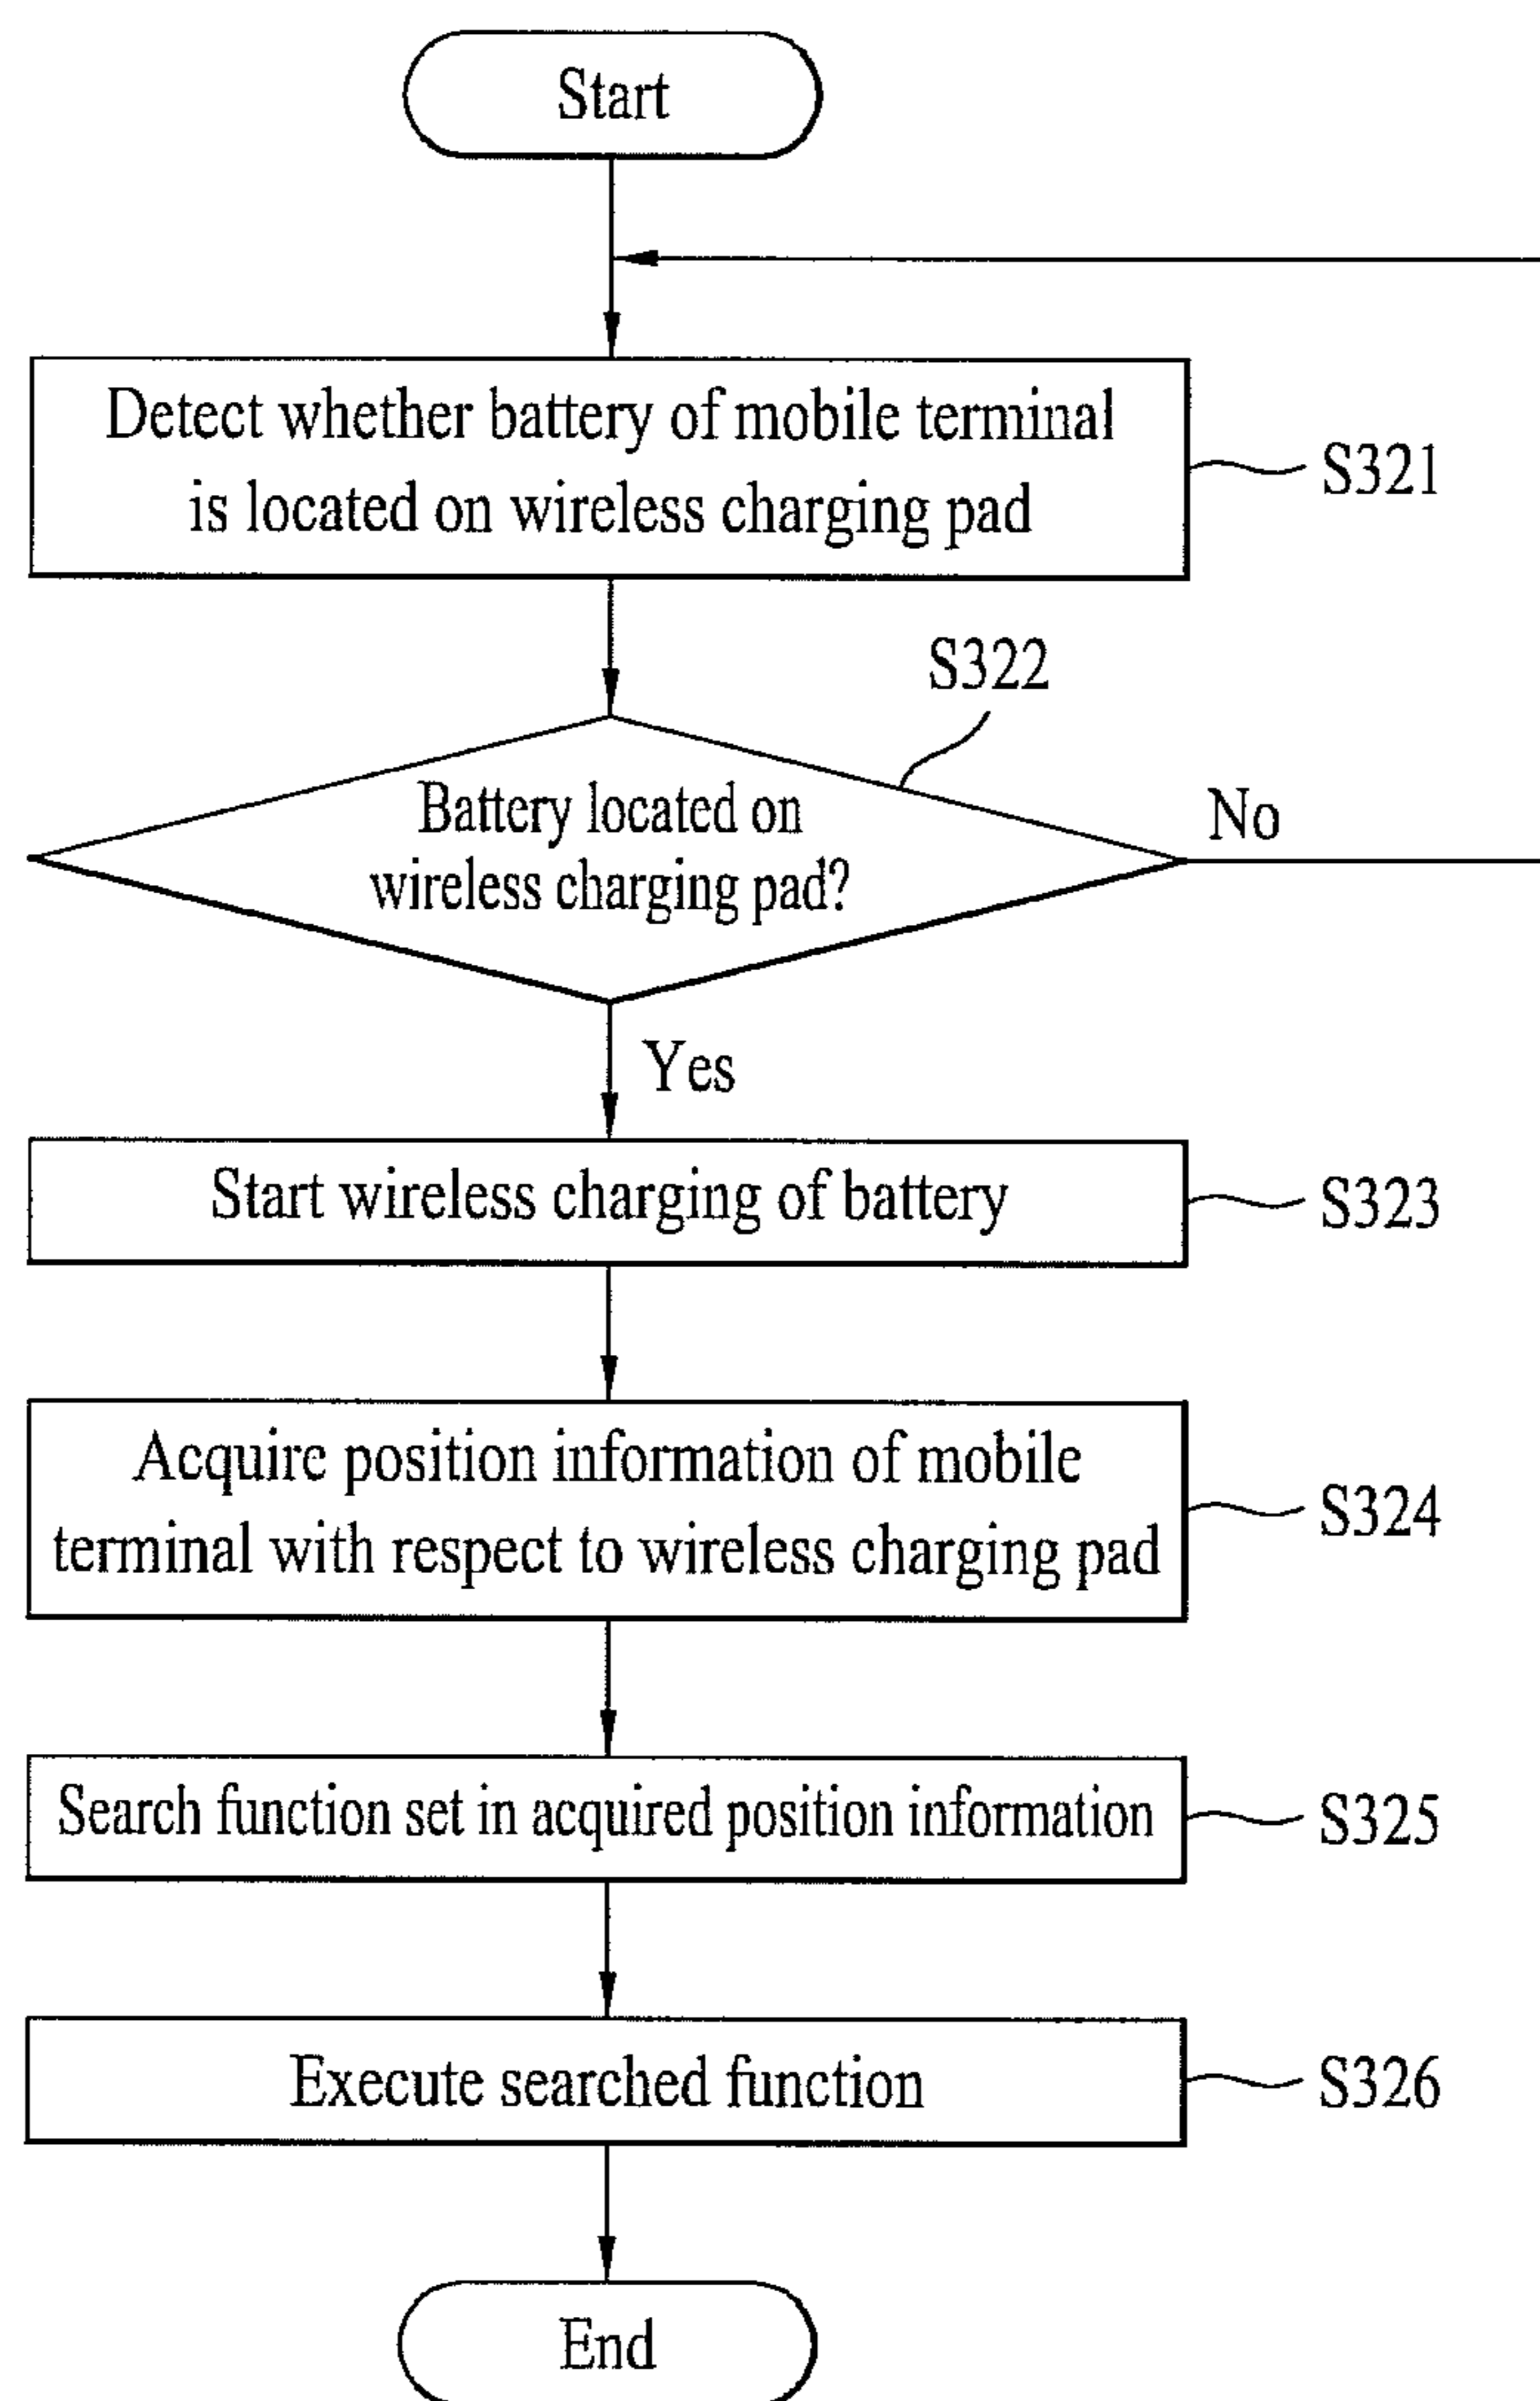 Start
Detect whether battery of mobile terminal
is located on wireless charging pad
S321
S322
Battery located on
wireless charging pad?
No
Yes
Start wireless charging of battery
S323
Acquire position information of mobile
terminal with respect to wireless charging pad
S324
Search function set in acquired position information
S325
Execute searched function
S326
End